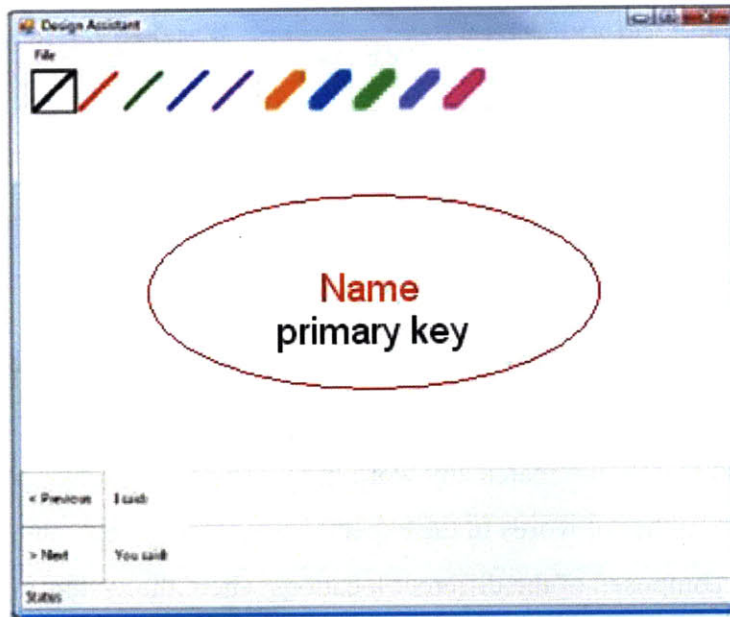 Design Assistant
File
Name
primary key
< Previous
I said:
> Next
You said:
Status